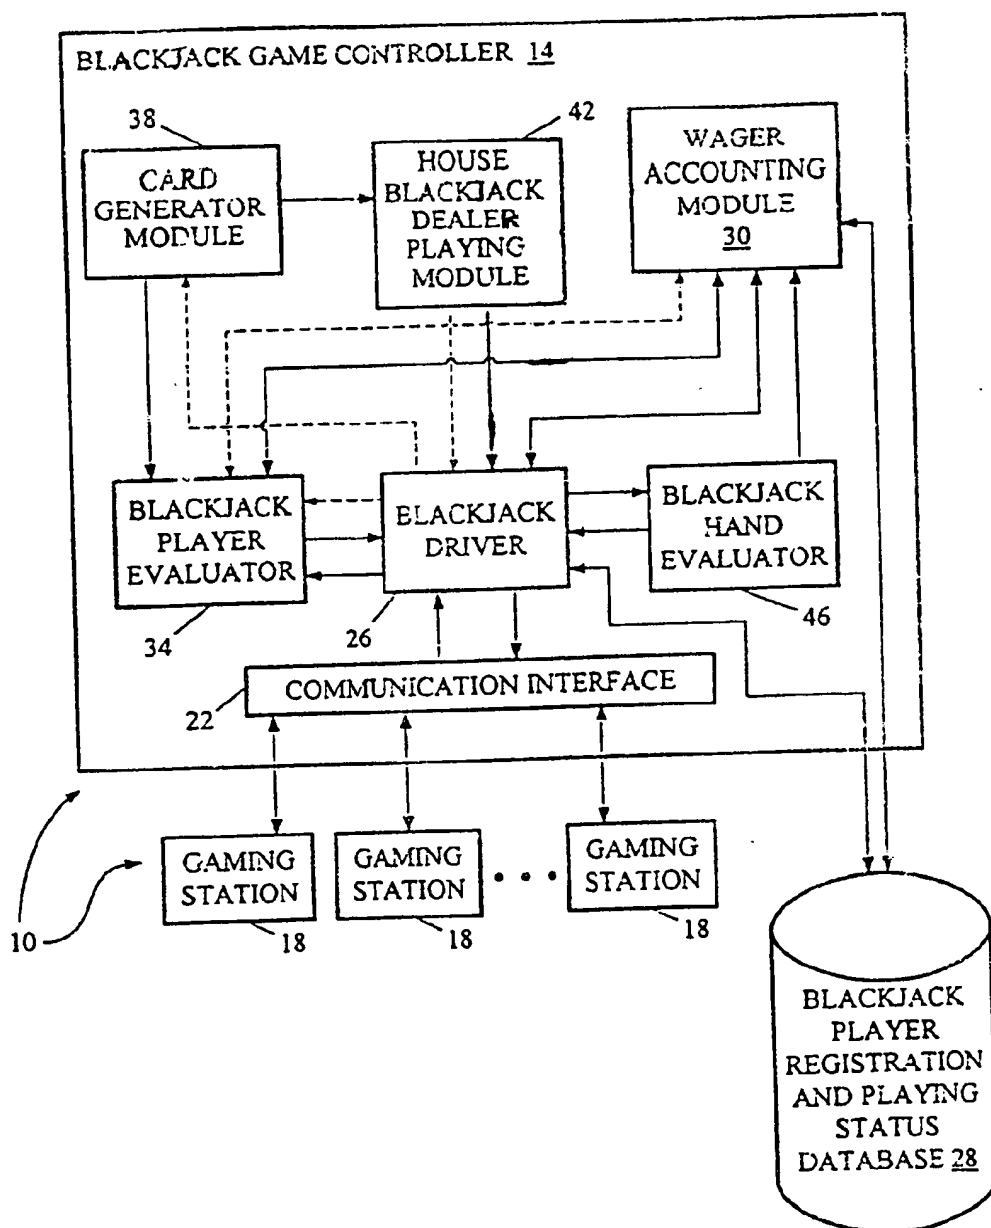 BLACKJACK GAME CONTROLLER 14
38
42
CARD
GENERATOR
MODULE
HOUSE
BLACKJACK
DEALER
PLAYING
MODULE
WAGER
ACCOUNTING
MODULE
30
BLACKJACK
PLAYER
EVALUATOR
BLACKJACK
DRIVER
BLACKJACK
HAND
EVALUATOR
34
26
46
COMMUNICATION INTERFACE
22
GAMING
STATION
GAMING
STATION
GAMING
STATION
10
18
18
18
BLACKJACK
PLAYER
REGISTRATION
AND PLAYING
STATUS
DATABASE 28